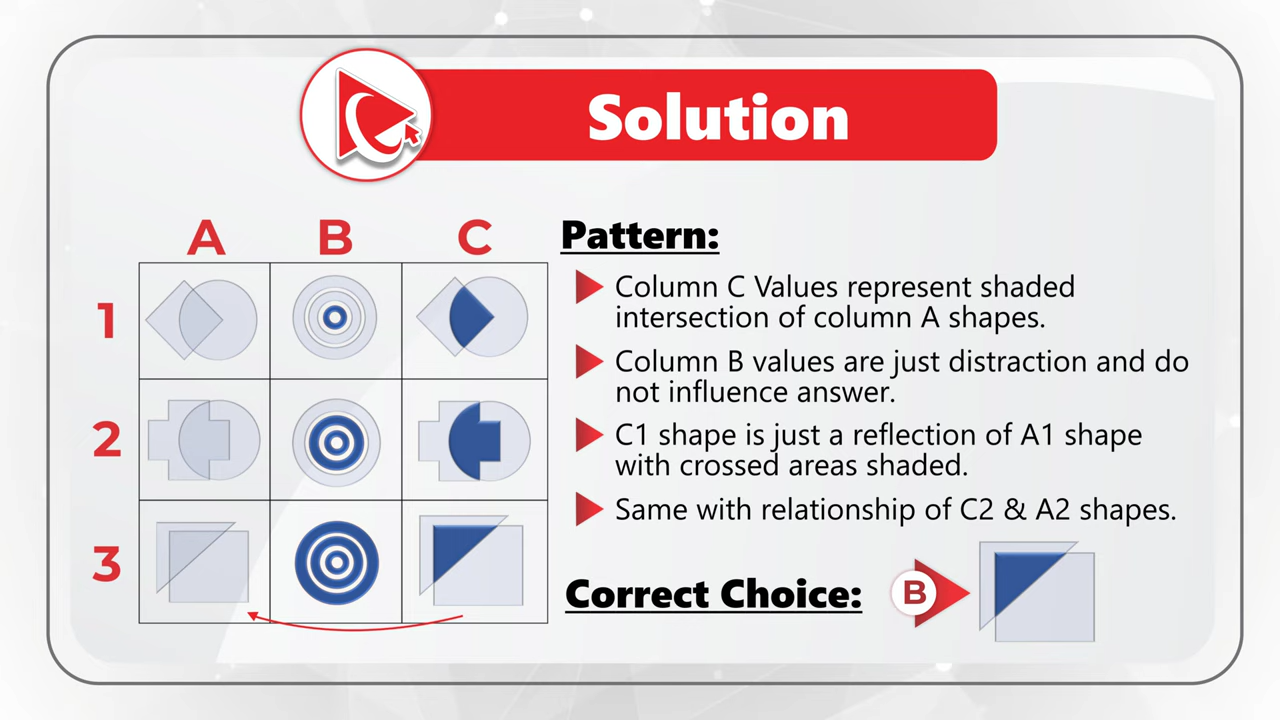 Solution
A B C
1
2
3
Pattern:
Column C Values represent shaded
intersection of column A shapes.
Column B values are just distraction and do
not influence answer.
C1 shape is just a reflection of A1 shape
with crossed areas shaded.
Same with relationship of C2 & A2 shapes.
Correct Choice: B